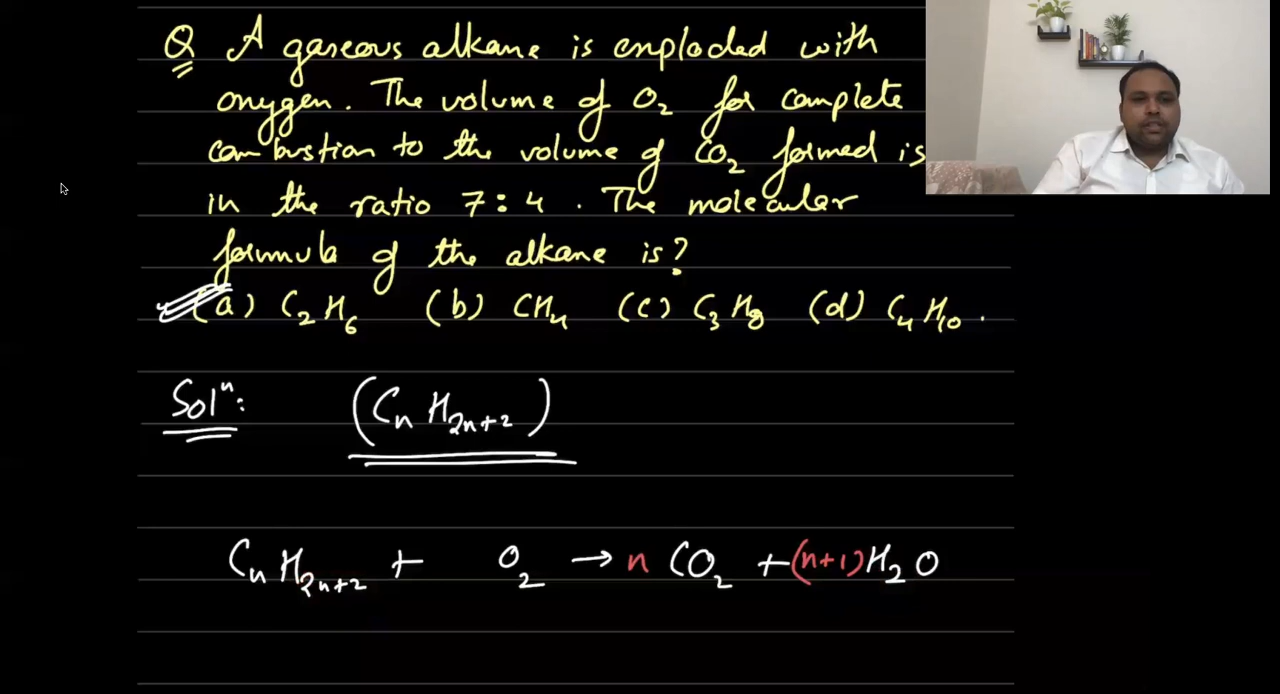 Q A gaseous alkane is exploded with
oxygen. The volume of O₂ for complete
combustion to the volume of CO₂ formed is
in the ratio 7:4. The molecular
formula of the alkane is?
(a) C₂H₆ (b) CH₄ (c) C₃H₈ (d) C₄H₁₀.
Solⁿ: (CₙH₂ₙ₊₂)
CₙH₂ₙ₊₂ + O₂ → n CO₂ + (n+1)H₂O